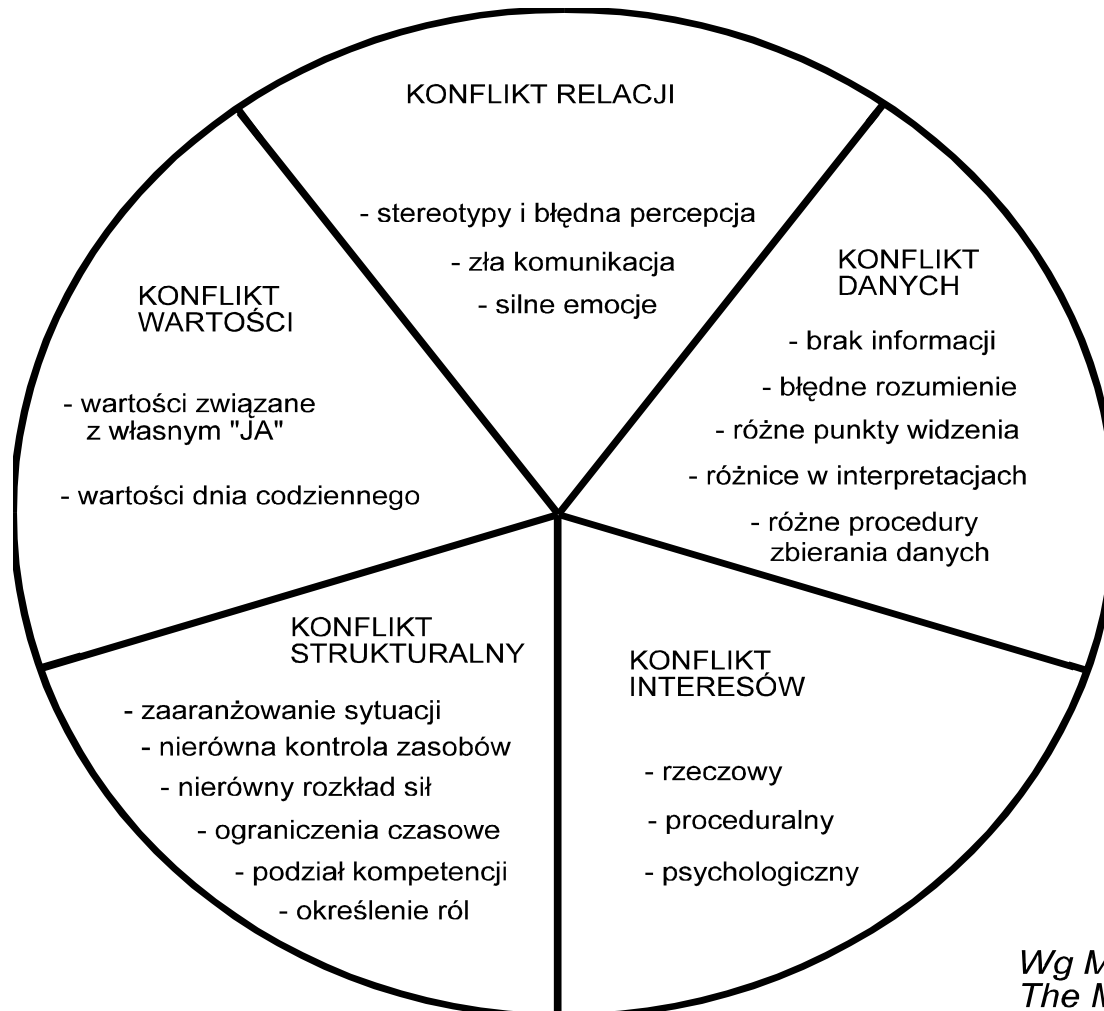 KONFLIKT RELACJI
- stereotypy i błędna percepcja
- zła komunikacja
- silne emocje
KONFLIKT
DANYCH
- brak informacji
- błędne rozumienie
- różne punkty widzenia
- różnice w interpretacjach
- różne procedury
zbierania danych
KONFLIKT
INTERESÓW
- rzeczowy
- proceduralny
- psychologiczny
KONFLIKT
STRUKTURALNY
- zaaranżowanie sytuacji
- nierówna kontrola zasobów
- nierówny rozkład sił
- ograniczenia czasowe
- podział kompetencji
- określenie ról
KONFLIKT
WARTOŚCI
- wartości związane
z własnym "JA"
- wartości dnia codziennego
Wg
The